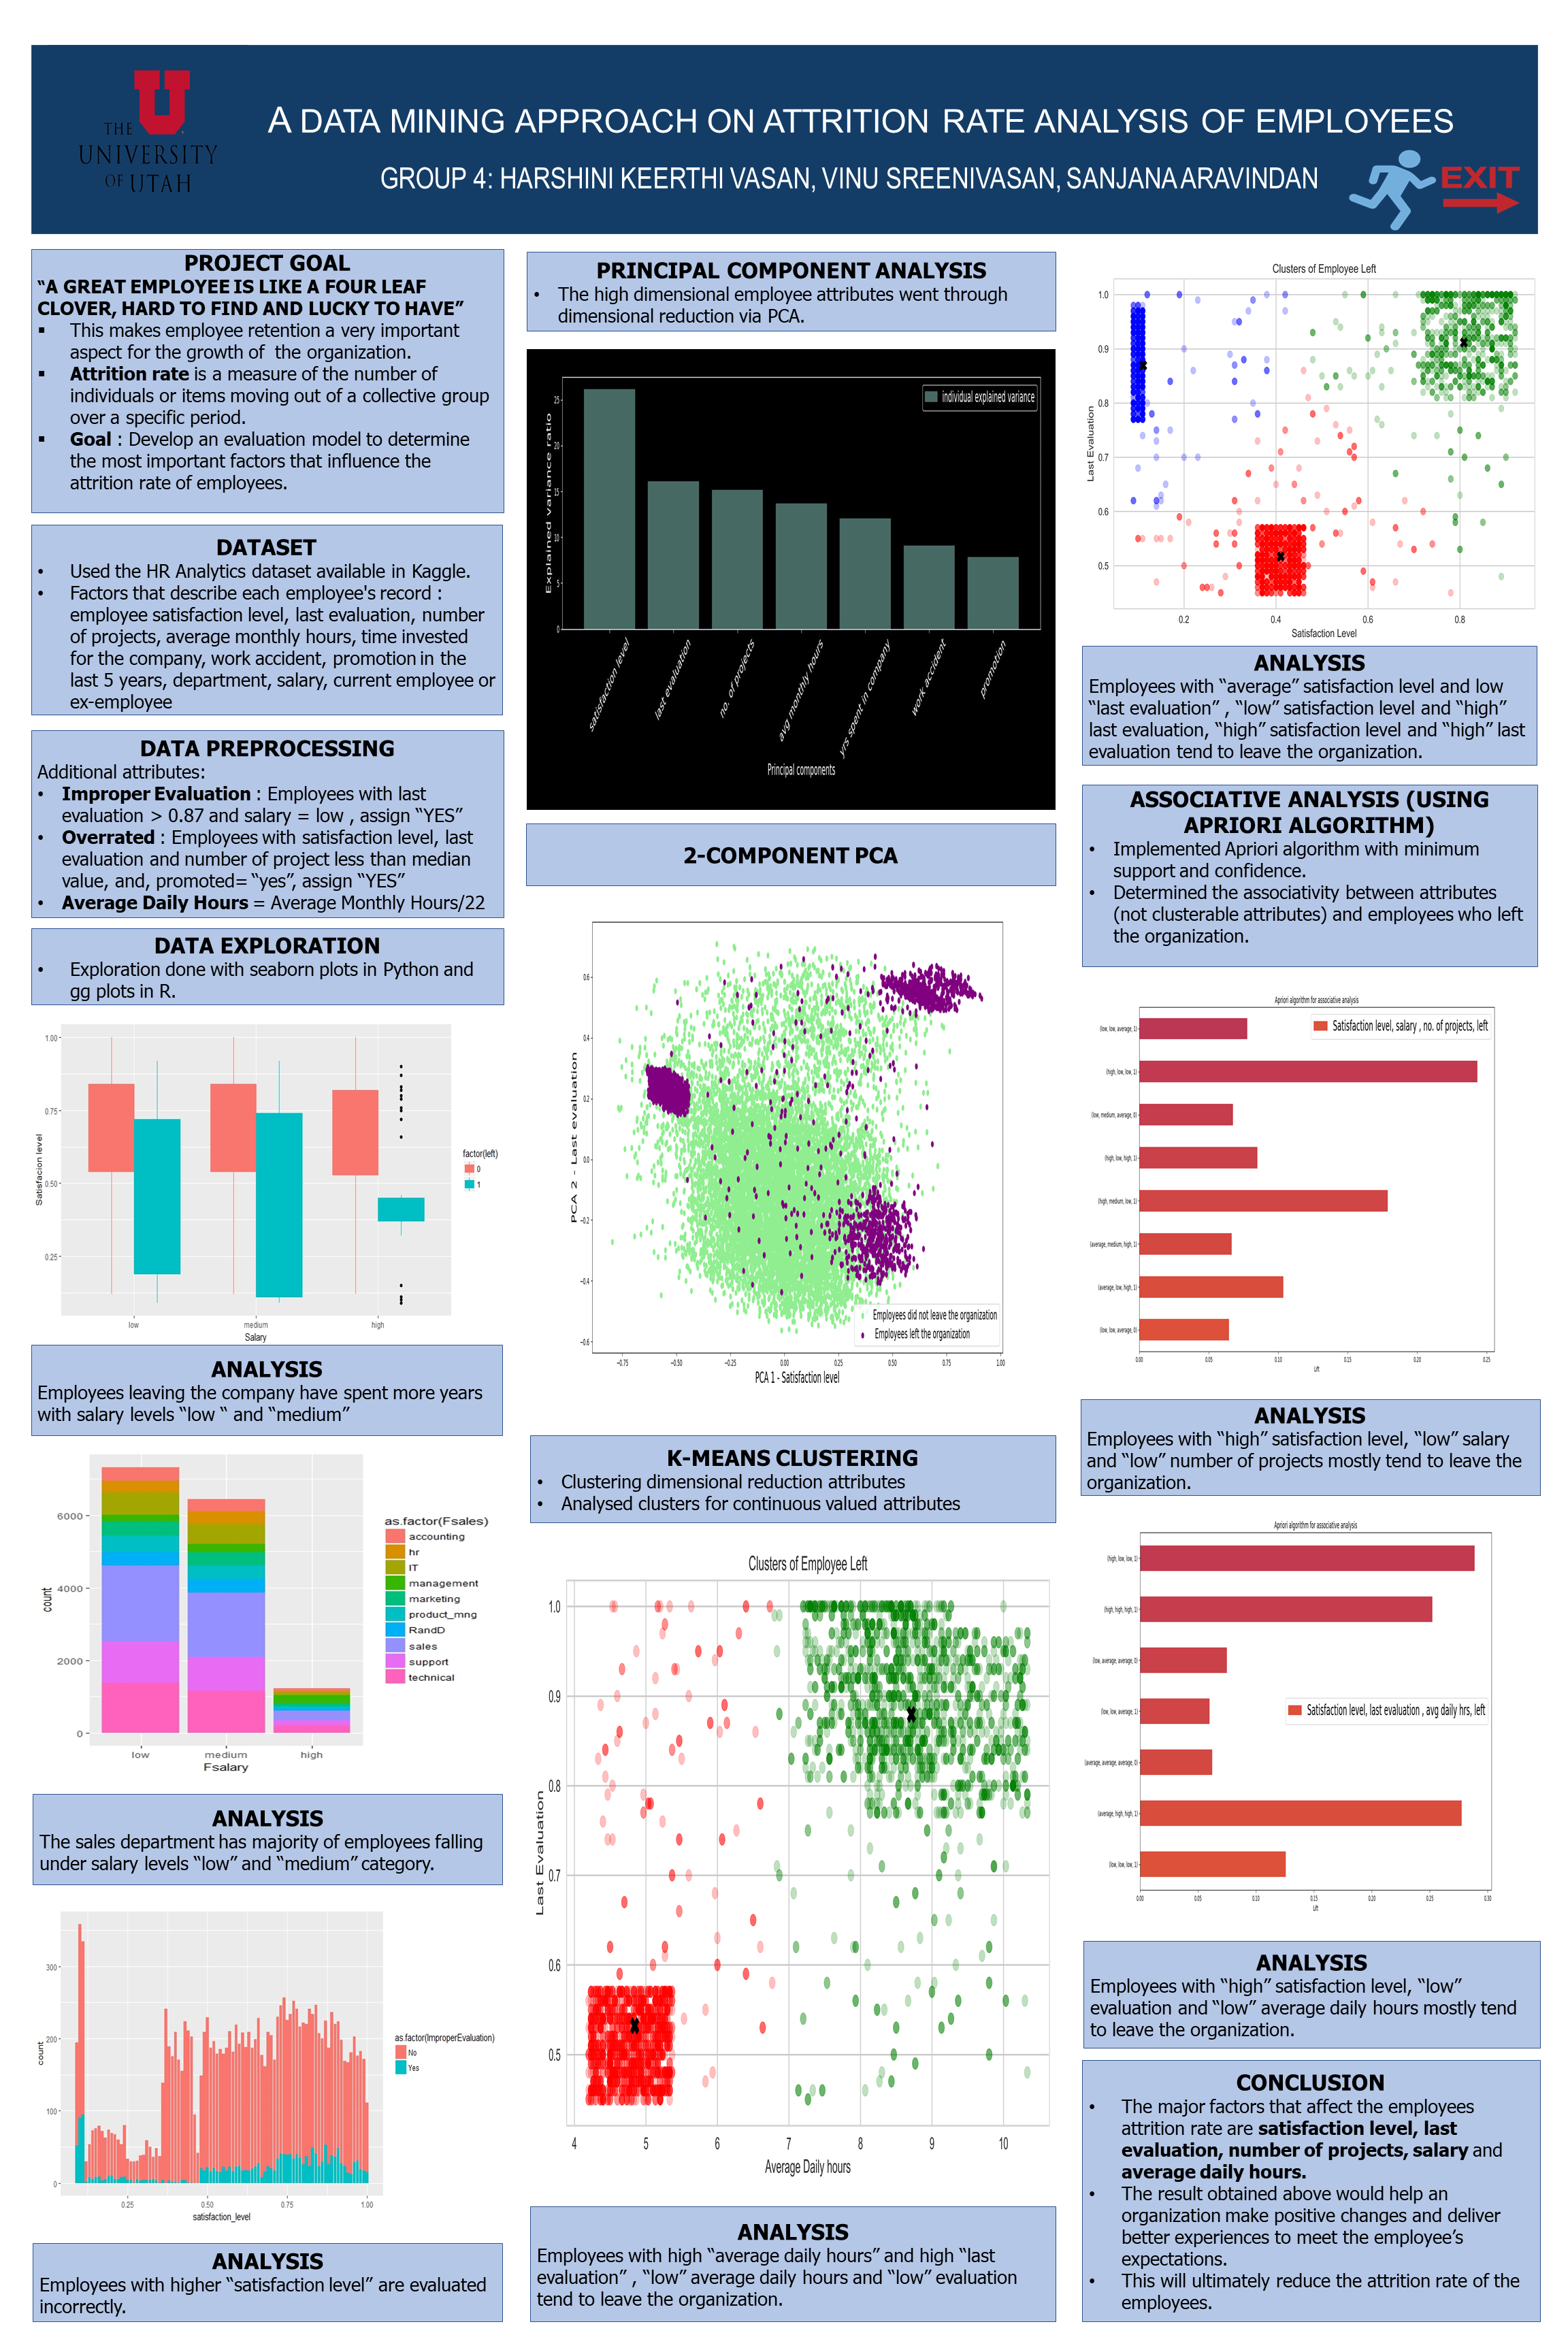 THE
UNIVERSITY
OF UTAH
A DATA MINING APPROACH ON ATTRITION RATE ANALYSIS OF EMPLOYEES
GROUP 4: HARSHINI KEERTHI VASAN, VINU SREENIVASAN, SANJANA ARAVINDAN
EXIT
PROJECT GOAL
“A GREAT EMPLOYEE IS LIKE A FOUR LEAF
CLOVER, HARD TO FIND AND LUCKY TO HAVE”
▪ This makes employee retention a very important
aspect for the growth of the organization.
▪ Attrition rate is a measure of the number of
individuals or items moving out of a collective group
over a specific period.
▪ Goal : Develop an evaluation model to determine
the most important factors that influence the
attrition rate of employees.
DATASET
• Used the HR Analytics dataset available in Kaggle.
• Factors that describe each employee's record :
employee satisfaction level, last evaluation, number
of projects, average monthly hours, time invested
for the company, work accident, promotion in the
last 5 years, department, salary, current employee or
ex-employee
DATA PREPROCESSING
Additional attributes:
• Improper Evaluation : Employees with last
evaluation > 0.87 and salary = low , assign “YES”
• Overrated : Employees with satisfaction level, last
evaluation and number of project less than median
value, and, promoted= “yes”, assign “YES”
• Average Daily Hours = Average Monthly Hours/22
DATA EXPLORATION
• Exploration done with seaborn plots in Python and
gg plots in R.
1.00
0.75
0.50
0.25
Satisfacion level
low medium high
Salary
factor(left)
0
1
ANALYSIS
Employees leaving the company have spent more years
with salary levels “low “ and “medium”
6000
4000
2000
0
count
low medium high
Fsalary
as.factor(Fsales)
accounting
hr
IT
management
marketing
product_mng
RandD
sales
support
technical
ANALYSIS
The sales department has majority of employees falling
under salary levels “low” and “medium” category.
300
200
100
0
count
0.25 0.50 0.75 1.00
satisfaction_level
as.factor(ImproperEvaluation)
No
Yes
ANALYSIS
Employees with higher “satisfaction level” are evaluated
incorrectly.
PRINCIPAL COMPONENT ANALYSIS
• The high dimensional employee attributes went through
dimensional reduction via PCA.
individual explained variance
25
20
15
10
5
0
Explained variance ratio
satisfaction level
last evaluation
no. of projects
avg monthly hours
yrs spent in company
work accident
promotion
Principal components
2-COMPONENT PCA
0.6
0.4
0.2
0.0
−0.2
−0.4
−0.6
PCA 2 - Last evaluation
Employees did not leave the organization
Employees left the organization
−0.75 −0.50 −0.25 0.00 0.25 0.50 0.75 1.00
PCA 1 - Satisfaction level
K-MEANS CLUSTERING
• Clustering dimensional reduction attributes
• Analysed clusters for continuous valued attributes
Clusters of Employee Left
1.0
0.9
0.8
0.7
0.6
0.5
Last Evaluation
4 5 6 7 8 9 10
Average Daily hours
ANALYSIS
Employees with high “average daily hours” and high “last
evaluation” , “low” average daily hours and “low” evaluation
tend to leave the organization.
Clusters of Employee Left
1.0
0.9
0.8
0.7
0.6
0.5
Last Evaluation
0.2 0.4 0.6 0.8
Satisfaction Level
ANALYSIS
Employees with “average” satisfaction level and low
“last evaluation” , “low” satisfaction level and “high”
last evaluation, “high” satisfaction level and “high” last
evaluation tend to leave the organization.
ASSOCIATIVE ANALYSIS (USING
APRIORI ALGORITHM)
• Implemented Apriori algorithm with minimum
support and confidence.
• Determined the associativity between attributes
(not clusterable attributes) and employees who left
the organization.
Apriori algorithm for associative analysis
Satisfaction level, salary , no. of projects, left
(low, low, average, 1)
(high, low, low, 1)
(low, medium, average, 0)
(high, low, high, 1)
(high, medium, low, 1)
(average, medium, high, 1)
(average, low, high, 1)
(low, low, average, 0)
0.00 0.05 0.10 0.15 0.20 0.25
Lift
ANALYSIS
Employees with “high” satisfaction level, “low” salary
and “low” number of projects mostly tend to leave the
organization.
Apriori algorithm for associative analysis
(high, low, low, 1)
(high, high, high, 1)
(low, average, average, 0)
(low, low, average, 1)
(average, average, average, 0)
(average, high, high, 1)
(low, low, low, 1)
Satisfaction level, last evaluation , avg daily hrs, left
0.00 0.05 0.10 0.15 0.20 0.25 0.30
Lift
ANALYSIS
Employees with “high” satisfaction level, “low”
evaluation and “low” average daily hours mostly tend
to leave the organization.
CONCLUSION
• The major factors that affect the employees
attrition rate are satisfaction level, last
evaluation, number of projects, salary and
average daily hours.
• The result obtained above would help an
organization make positive changes and deliver
better experiences to meet the employee’s
expectations.
• This will ultimately reduce the attrition rate of the
employees.